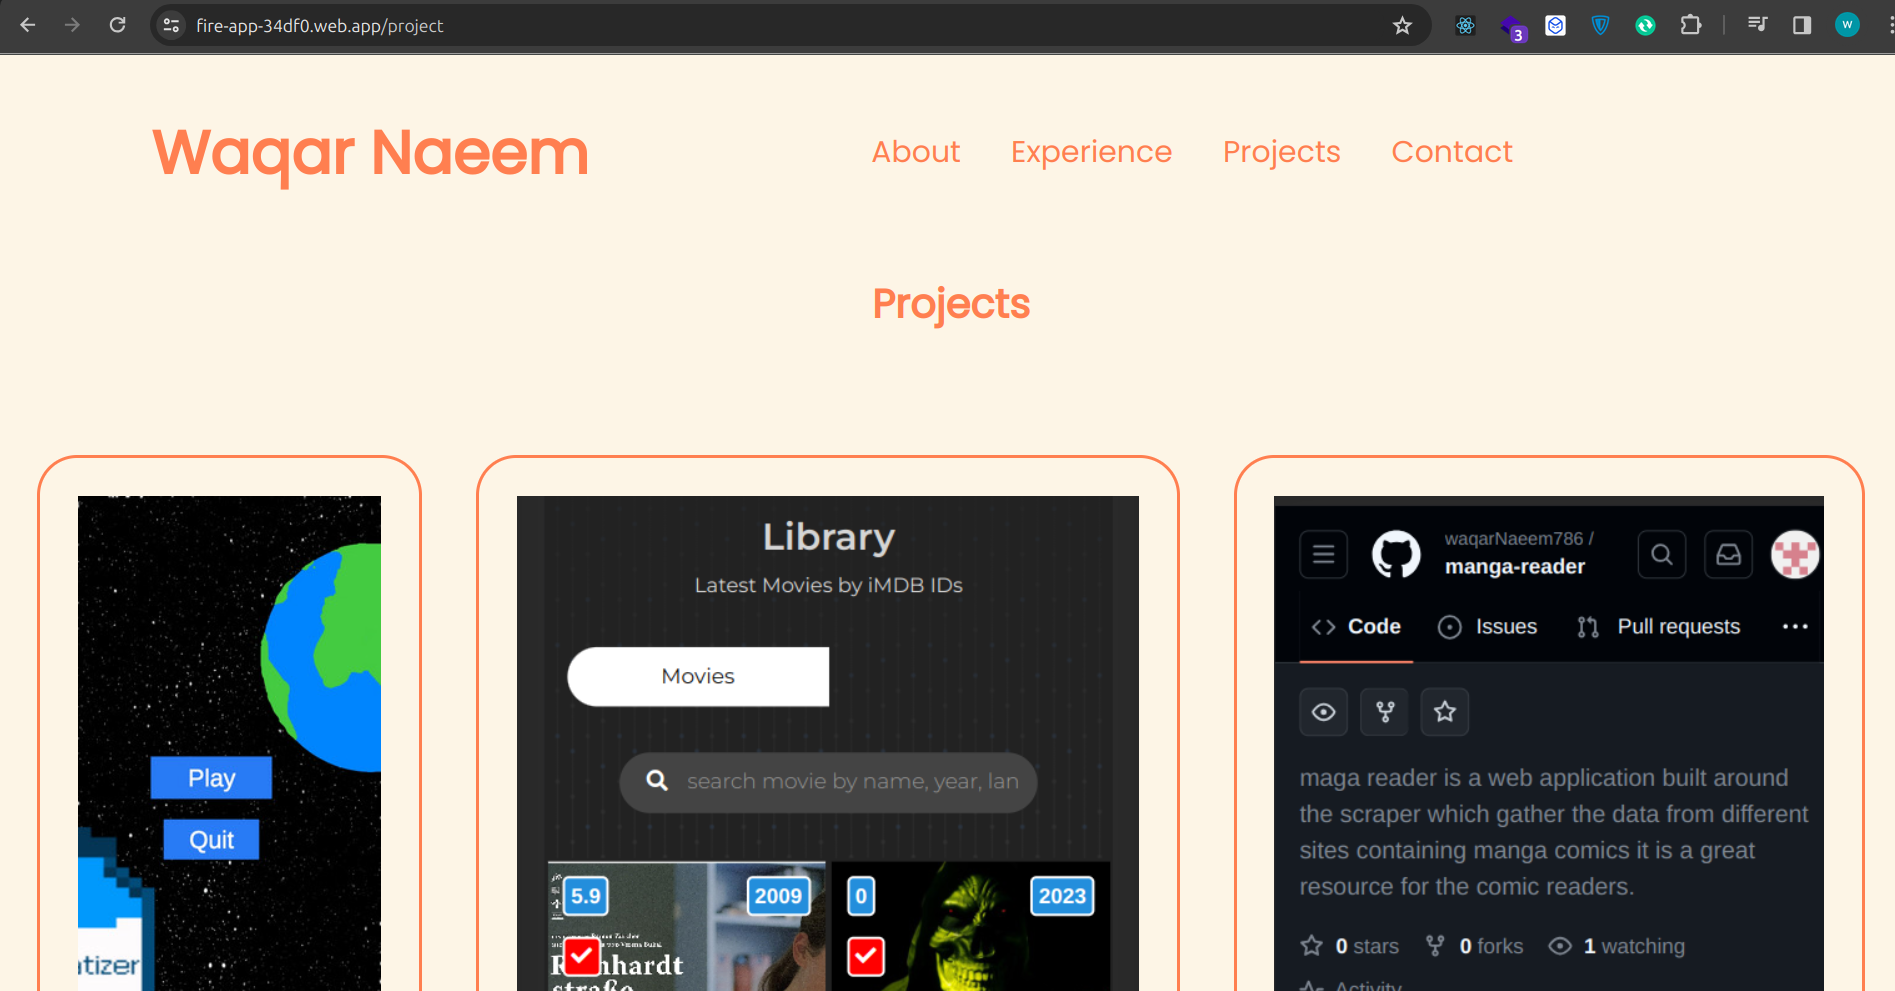 fire-app-34df0.web.app/project
3
W
Waqar Naeem
About Experience Projects Contact
Projects
Play
Quit
atizer
Library
Latest Movies by iMDB IDs
Movies
search movie by name, year, lan
5.9 2009
0 2023
straße
waqarNaeem786 /
manga-reader
Code Issues Pull requests
maga reader is a web application built around
the scraper which gather the data from different
sites containing manga comics it is a great
resource for the comic readers.
0 stars 0 forks 1 watching
Activity